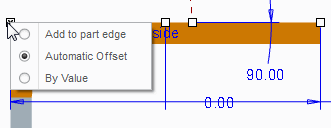 Add to part edge
side
Automatic Offset
By Value
90.00
0.00